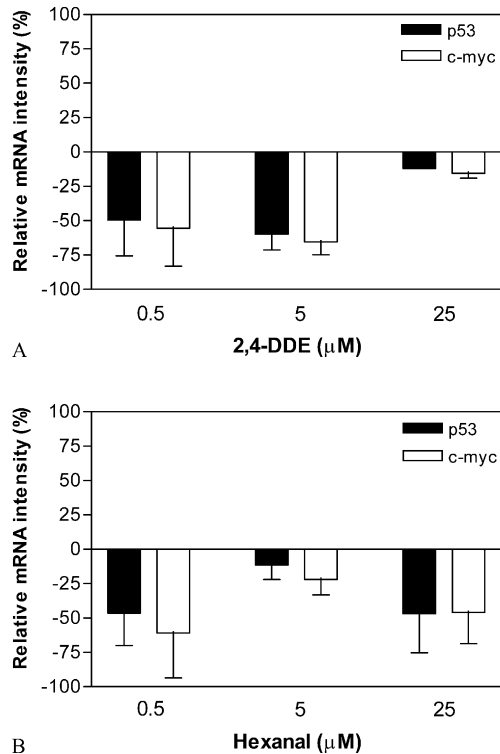 100
75
50
25
0
-25
-50
-75
-100
Relative mRNA intensity (%)
p53
c-myc
0.5 5 25
2,4-DDE (μM)
A
100
75
50
25
0
-25
-50
-75
-100
Relative mRNA intensity (%)
p53
c-myc
0.5 5 25
Hexanal (μM)
B